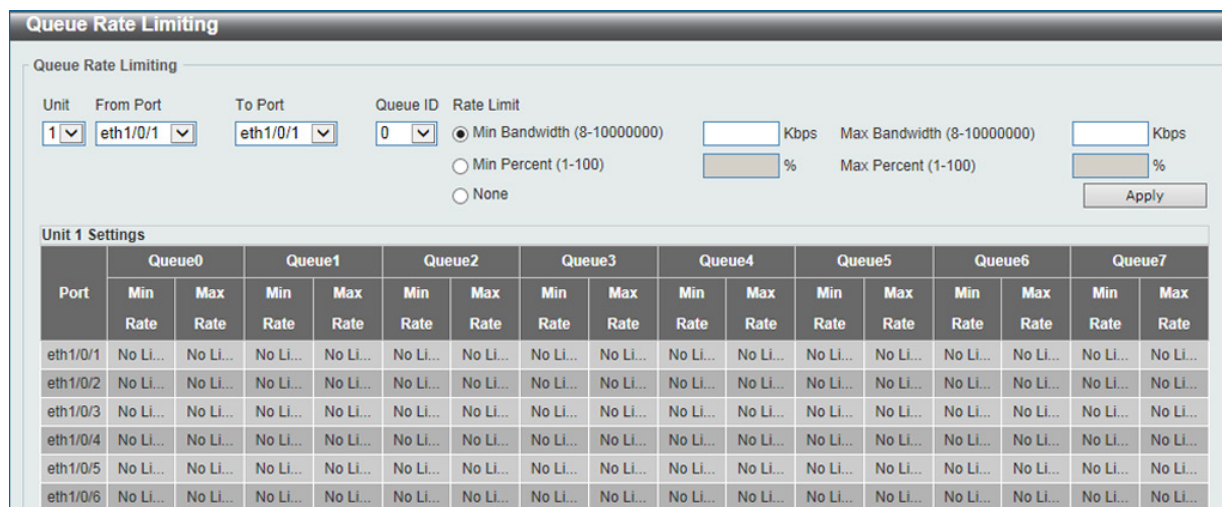 Queue Rate Limiting
Queue Rate Limiting
Unit From Port To Port Queue ID Rate Limit
1 eth1/0/1 eth1/0/1 0 Min Bandwidth (8-10000000) Kbps Max Bandwidth (8-10000000) Kbps
Min Percent (1-100) % Max Percent (1-100) %
None Apply
Unit 1 Settings
Port Queue0 Queue1 Queue2 Queue3 Queue4 Queue5 Queue6 Queue7
Min Rate Max Rate Min Rate Max Rate Min Rate Max Rate Min Rate Max Rate Min Rate Max Rate Min Rate Max Rate Min Rate Max Rate Min Rate Max Rate
eth1/0/1 No Li... No Li... No Li... No Li... No Li... No Li... No Li... No Li... No Li... No Li... No Li... No Li... No Li... No Li... No Li... No Li...
eth1/0/2 No Li... No Li... No Li... No Li... No Li... No Li... No Li... No Li... No Li... No Li... No Li... No Li... No Li... No Li... No Li... No Li...
eth1/0/3 No Li... No Li... No Li... No Li... No Li... No Li... No Li... No Li... No Li... No Li... No Li... No Li... No Li... No Li... No Li... No Li...
eth1/0/4 No Li... No Li... No Li... No Li... No Li... No Li... No Li... No Li... No Li... No Li... No Li... No Li... No Li... No Li... No Li... No Li...
eth1/0/5 No Li... No Li... No Li... No Li... No Li... No Li... No Li... No Li... No Li... No Li... No Li... No Li... No Li... No Li... No Li... No Li...
eth1/0/6 No Li... No Li... No Li... No Li... No Li... No Li... No Li... No Li... No Li... No Li... No Li... No Li... No Li... No Li... No Li... No Li...